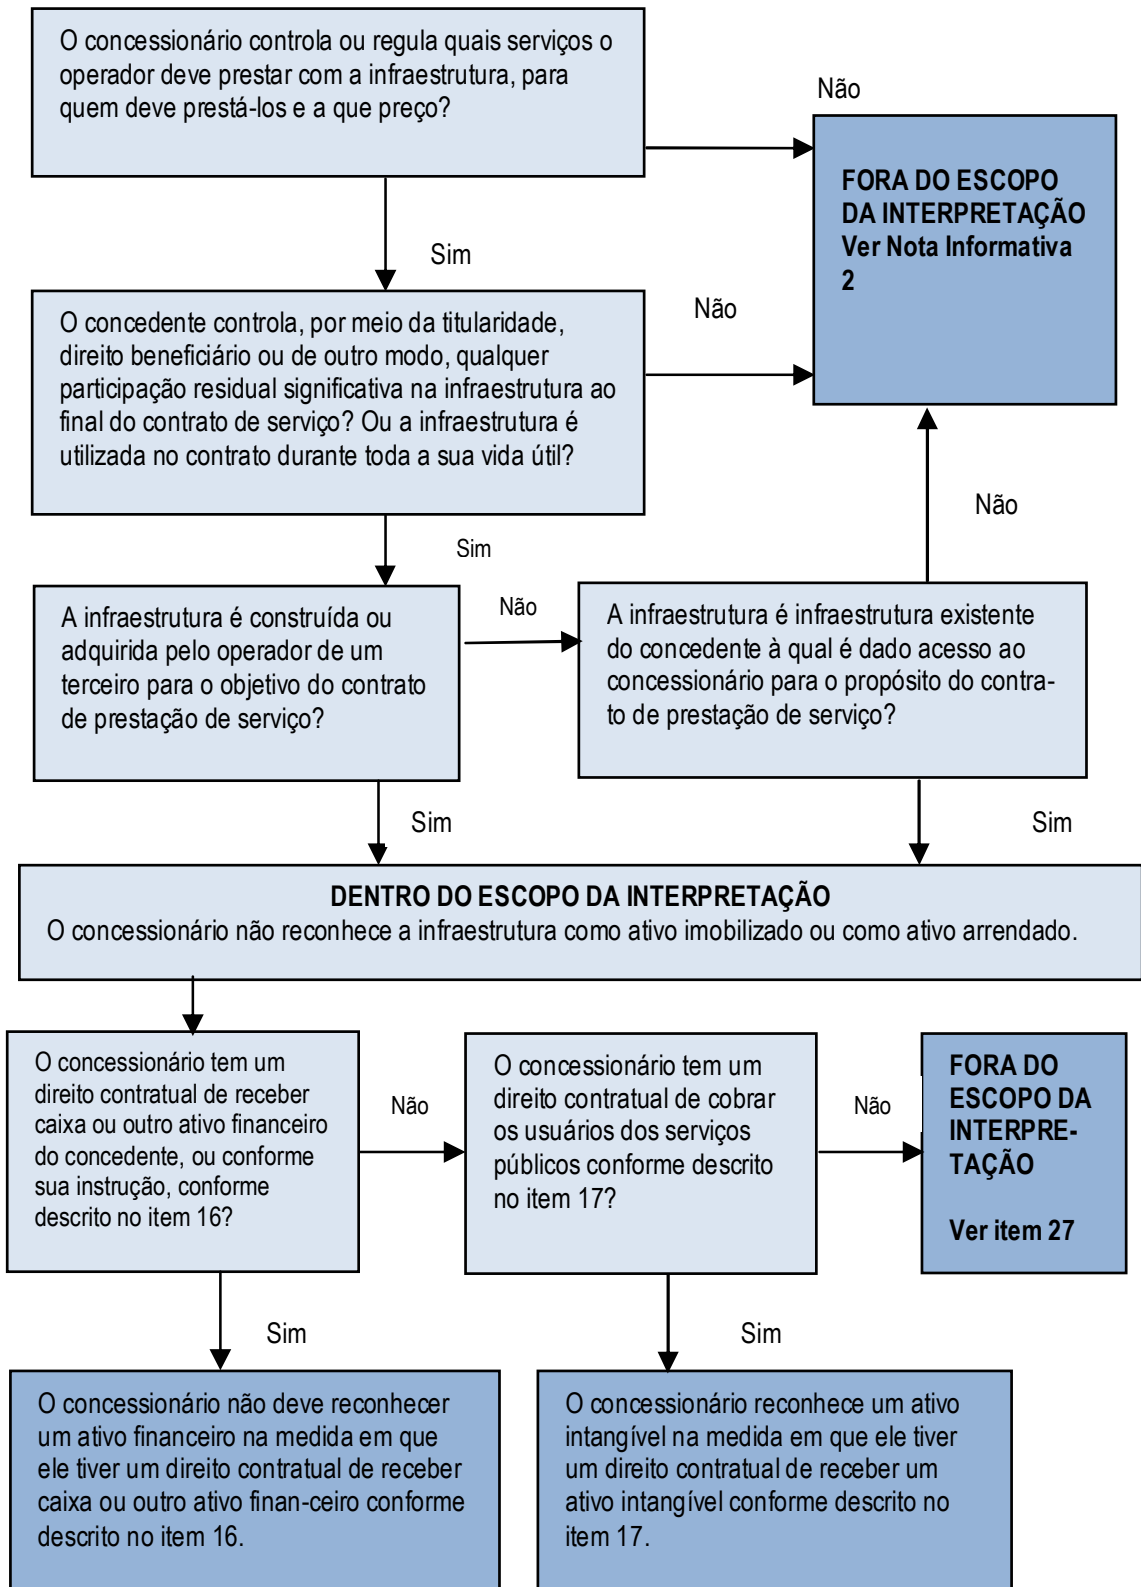 O concessionário controla ou regula quais serviços o
operador deve prestar com a infraestrutura, para
quem deve prestá-los e a que preço?
Não
FORA DO ESCOPO
DA INTERPRETAÇÃO
Ver Nota Informativa
2
Sim
O concedente controla, por meio da titularidade,
direito beneficiário ou de outro modo, qualquer
participação residual significativa na infraestrutura ao
final do contrato de serviço? Ou a infraestrutura é
utilizada no contrato durante toda a sua vida útil?
Não
Não
Sim
A infraestrutura é construída ou
adquirida pelo operador de um
terceiro para o objetivo do contrato
de prestação de serviço?
Não
A infraestrutura é infraestrutura existente
do concedente à qual é dado acesso ao
concessionário para o propósito do contra-
to de prestação de serviço?
Sim
Sim
DENTRO DO ESCOPO DA INTERPRETAÇÃO
O concessionário não reconhece a infraestrutura como ativo imobilizado ou como ativo arrendado.
O concessionário tem um
direito contratual de receber
caixa ou outro ativo financeiro
do concedente, ou conforme
sua instrução, conforme
descrito no item 16?
Não
O concessionário tem um
direito contratual de cobrar
os usuários dos serviços
públicos conforme descrito
no item 17?
Não
FORA DO
ESCOPO DA
INTERPRE-
TAÇÃO
Ver item 27
Sim
Sim
O concessionário não deve reconhecer
um ativo financeiro na medida em que
ele tiver um direito contratual de receber
caixa ou outro ativo finan-ceiro conforme
descrito no item 16.
O concessionário reconhece um ativo
intangível na medida em que ele tiver
um direito contratual de receber um
ativo intangível conforme descrito no
item 17.